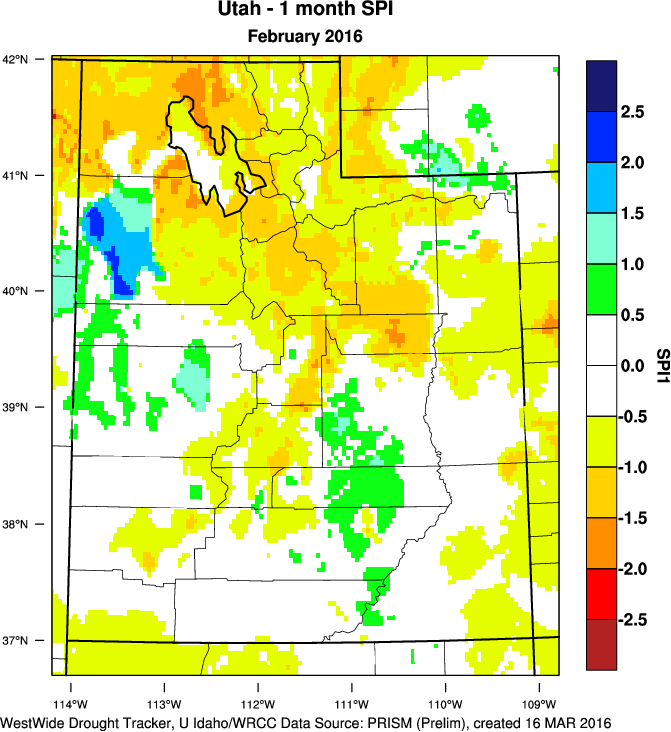 Utah - 1 month SPI
February 2016
42°N
41°N
40°N
39°N
38°N
37°N
114°W 113°W 112°W 111°W 110°W 109°W
2.5
2.0
1.5
1.0
0.5
0.0
-0.5
-1.0
-1.5
-2.0
-2.5
SPI1
WestWide Drought Tracker, U Idaho/WRCC Data Source: PRISM (Prelim), created 16 MAR 2016